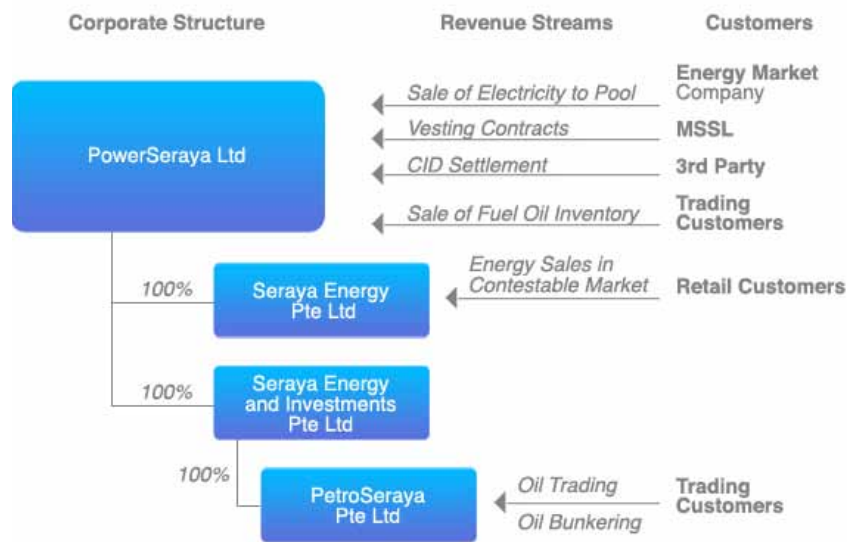 Corporate Structure
Revenue Streams
Customers
PowerSeraya Ltd
Sale of Electricity to Pool
Energy Market
Company
Vesting Contracts
MSSL
CID Settlement
3rd Party
Sale of Fuel Oil Inventory
Trading
Customers
100%
Seraya Energy
Pte Ltd
Energy Sales in
Contestable Market
Retail Customers
100%
Seraya Energy
and Investments
Pte Ltd
100%
PetroSeraya
Pte Ltd
Oil Trading
Oil Bunkering
Trading
Customers